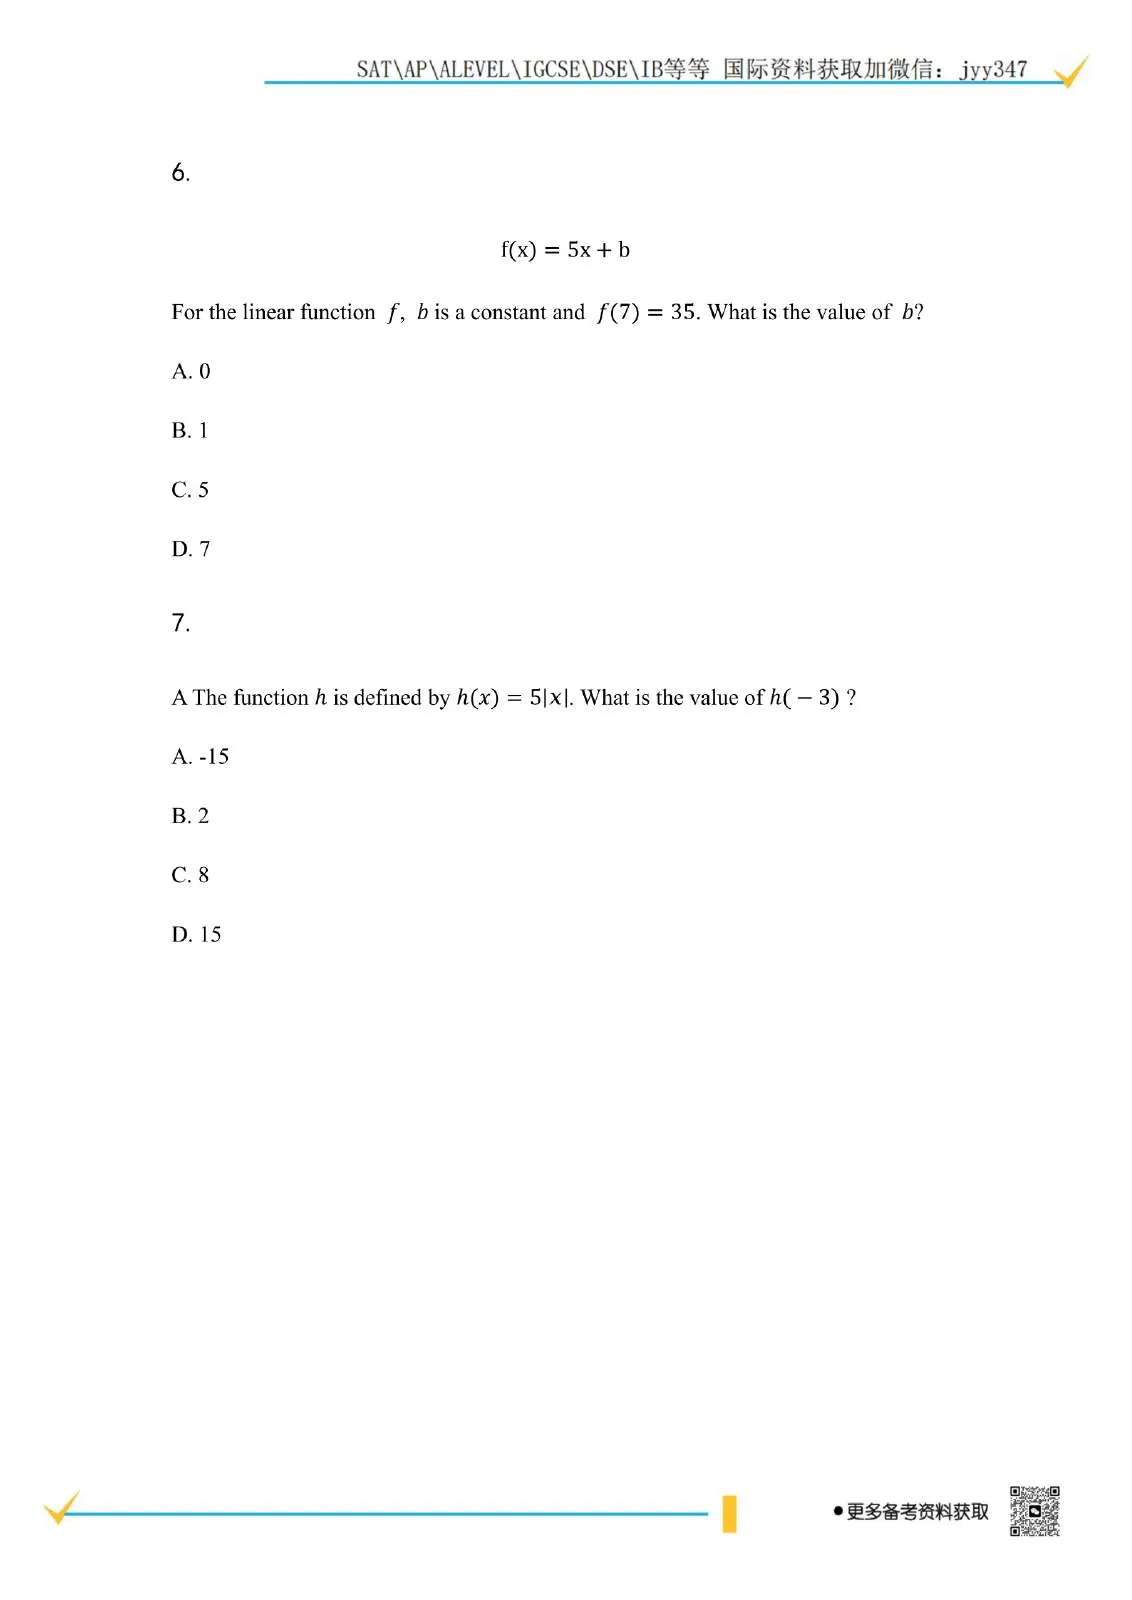 SAT\AP\ALEVEL\IGCSE\DSE\IB等等 国际资料获取加微信：jyy347
6.
f(x) = 5x + b
For the linear function f, b is a constant and f(7) = 35. What is the value of b?
A. 0
B. 1
C. 5
D. 7
7.
A The function h is defined by h(x) = 5|x|. What is the value of h( − 3) ?
A. -15
B. 2
C. 8
D. 15
●更多备考资料获取